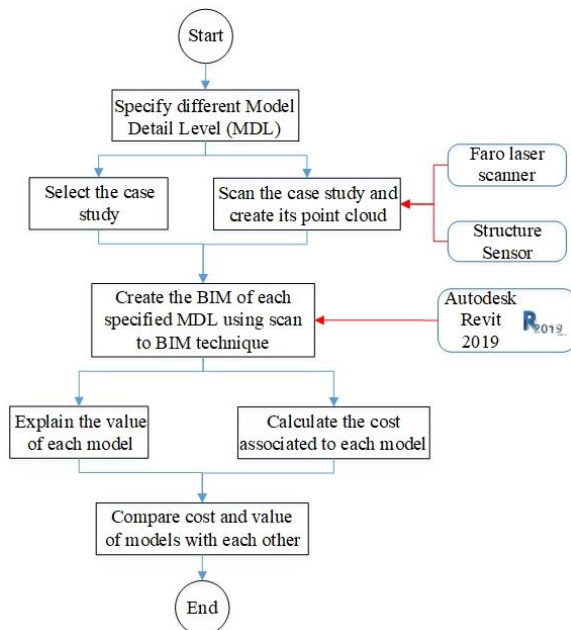 Start
Specify different Model
Detail Level (MDL)
Select the case
study
Scan the case study and
create its point cloud
Faro laser
scanner
Structure
Sensor
Create the BIM of each
specified MDL using scan
to BIM technique
Autodesk
Revit
2019
R 2019
Explain the value
of each model
Calculate the cost
associated to each model
Compare cost and value
of models with each other
End